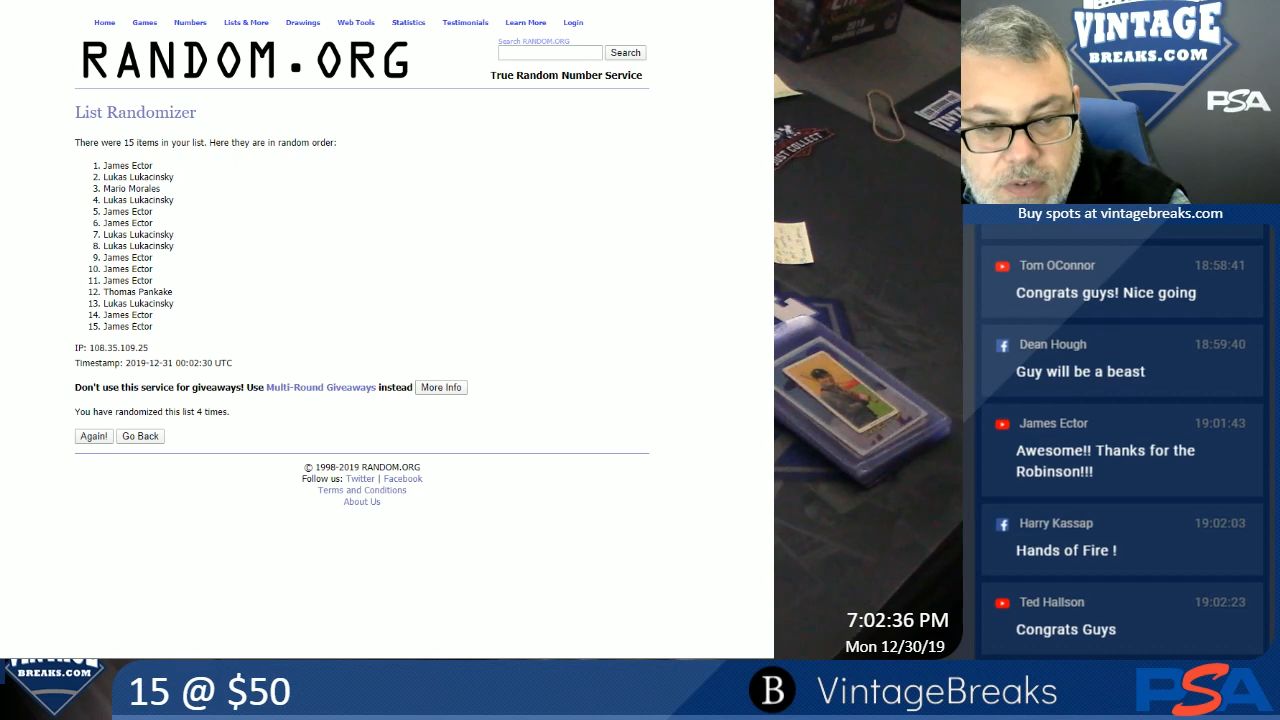 Home Games Numbers Lists & More Drawings Web Tools Statistics Testimonials Learn More Login
RANDOM.ORG
Search RANDOM.ORG
Search
True Random Number Service
List Randomizer
There were 15 items in your list. Here they are in random order:
1. James Ector
2. Lukas Lukacinsky
3. Mario Morales
4. Lukas Lukacinsky
5. James Ector
6. James Ector
7. Lukas Lukacinsky
8. Lukas Lukacinsky
9. James Ector
10. James Ector
11. James Ector
12. Thomas Pankake
13. Lukas Lukacinsky
14. James Ector
15. James Ector
IP: 108.35.109.25
Timestamp: 2019-12-31 00:02:30 UTC
Don't use this service for giveaways! Use Multi-Round Giveaways instead More Info
You have randomized this list 4 times.
Again! Go Back
© 1998-2019 RANDOM.ORG
Follow us: Twitter | Facebook
Terms and Conditions
About Us
COLLECT
VINTAGE
BREAKS.COM
PSA
Buy spots at vintagebreaks.com
Tom OConnor 18:58:41
Congrats guys! Nice going
Dean Hough 18:59:40
Guy will be a beast
James Ector 19:01:43
Awesome!! Thanks for the
Robinson!!!
Harry Kassap 19:02:03
Hands of Fire !
Ted Hallson 19:02:23
Congrats Guys
7:02:36 PM
Mon 12/30/19
VINTAGE
BREAKS.COM
15 @ $50
B VintageBreaks
PSA